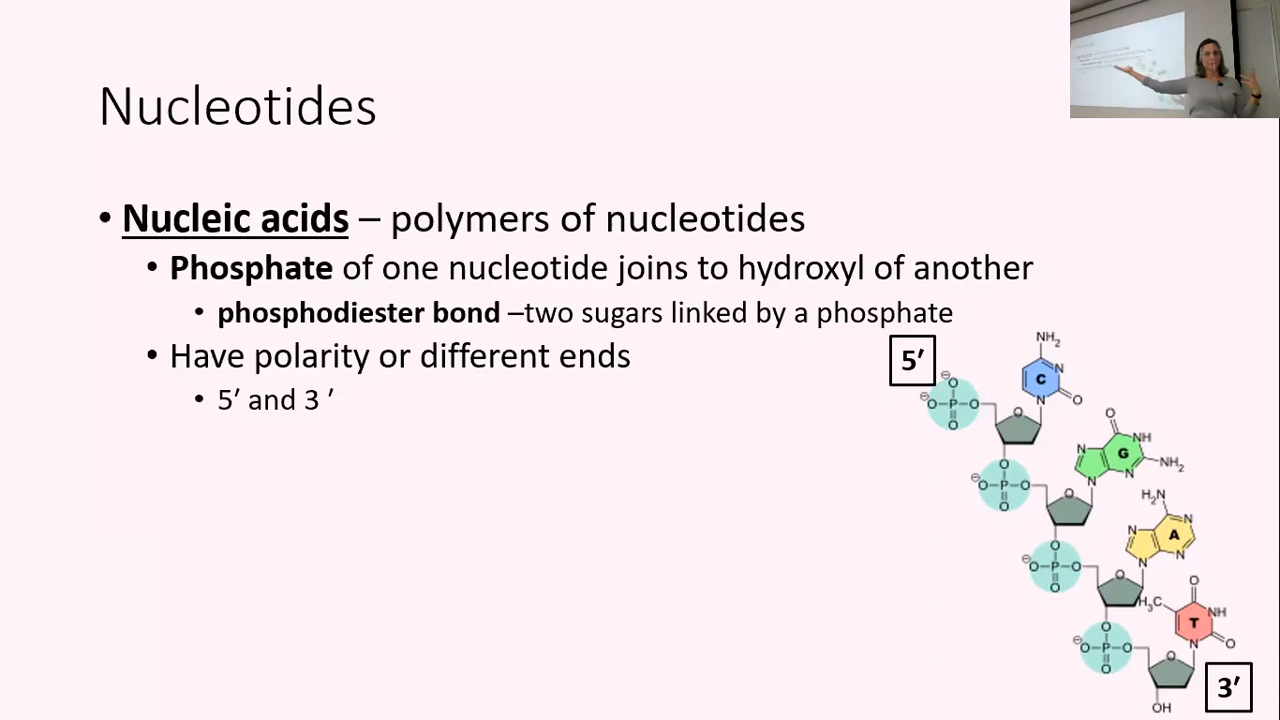 Nucleotides
• Nucleic acids – polymers of nucleotides
• Phosphate of one nucleotide joins to hydroxyl of another
• phosphodiester bond –two sugars linked by a phosphate
• Have polarity or different ends
• 5′ and 3 ′
5′
NH₂
N
C
N
O
O
⊖
O
⊖
O–P–O
O
O
O
NH
N
G
N
NH₂
N
O
O
⊖
O–P–O
O
H₂N
N
N
A
N
N
O
O
⊖
O–P–O
O
O
H₃C
NH
T
N
O
O
O
⊖
O–P–O
O
OH
3′